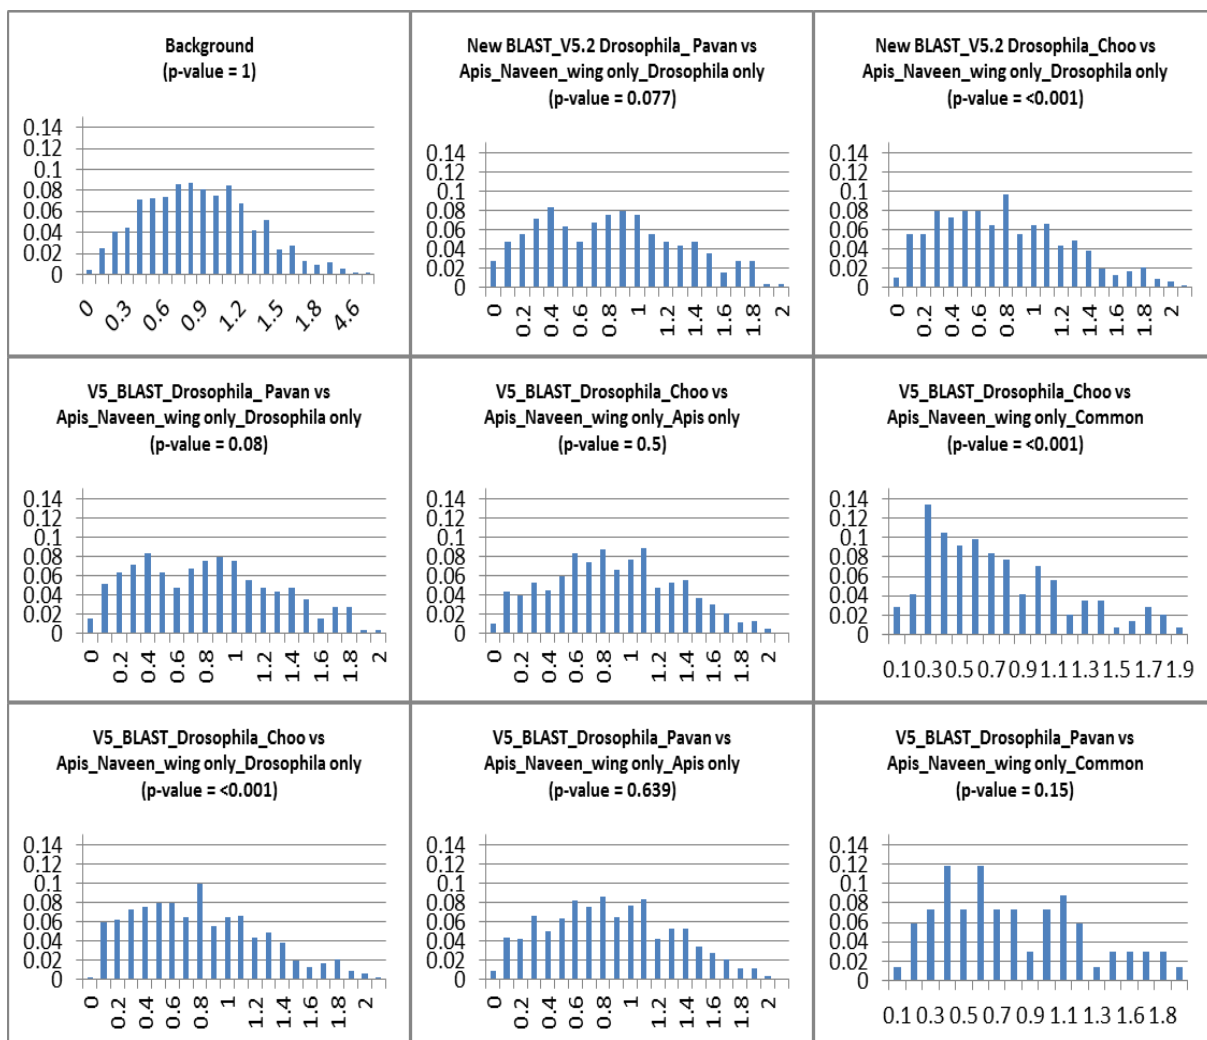 Background
(p-value = 1)
0.14
0.12
0.1
0.08
0.06
0.04
0.02
0
0 0.3 0.6 0.9 1.2 1.5 1.8 4.6
New BLAST_V5.2 Drosophila_ Pavan vs
Apis_Naveen_wing only_Drosophila only
(p-value = 0.077)
0.14
0.12
0.1
0.08
0.06
0.04
0.02
0
0 0.2 0.4 0.6 0.8 1 1.2 1.4 1.6 1.8 2
New BLAST_V5.2 Drosophila_Choo vs
Apis_Naveen_wing only_Drosophila only
(p-value = <0.001)
0.14
0.12
0.1
0.08
0.06
0.04
0.02
0
0 0.2 0.4 0.6 0.8 1 1.2 1.4 1.6 1.8 2
V5_BLAST_Drosophila_ Pavan vs
Apis_Naveen_wing only_Drosophila only
(p-value = 0.08)
0.14
0.12
0.1
0.08
0.06
0.04
0.02
0
0 0.2 0.4 0.6 0.8 1 1.2 1.4 1.6 1.8 2
V5_BLAST_Drosophila_Choo vs
Apis_Naveen_wing only_Apis only
(p-value = 0.5)
0.14
0.12
0.1
0.08
0.06
0.04
0.02
0
0 0.2 0.4 0.6 0.8 1 1.2 1.4 1.6 1.8 2
V5_BLAST_Drosophila_Choo vs
Apis_Naveen_wing only_Common
(p-value = <0.001)
0.14
0.12
0.1
0.08
0.06
0.04
0.02
0
0.1 0.3 0.5 0.7 0.9 1.1 1.3 1.5 1.7 1.9
V5_BLAST_Drosophila_Choo vs
Apis_Naveen_wing only_Drosophila only
(p-value = <0.001)
0.14
0.12
0.1
0.08
0.06
0.04
0.02
0
0 0.2 0.4 0.6 0.8 1 1.2 1.4 1.6 1.8 2
V5_BLAST_Drosophila_Pavan vs
Apis_Naveen_wing only_Apis only
(p-value = 0.639)
0.14
0.12
0.1
0.08
0.06
0.04
0.02
0
0 0.2 0.4 0.6 0.8 1 1.2 1.4 1.6 1.8 2
V5_BLAST_Drosophila_Pavan vs
Apis_Naveen_wing only_Common
(p-value = 0.15)
0.14
0.12
0.1
0.08
0.06
0.04
0.02
0
0.1 0.3 0.5 0.7 0.9 1.1 1.3 1.6 1.8